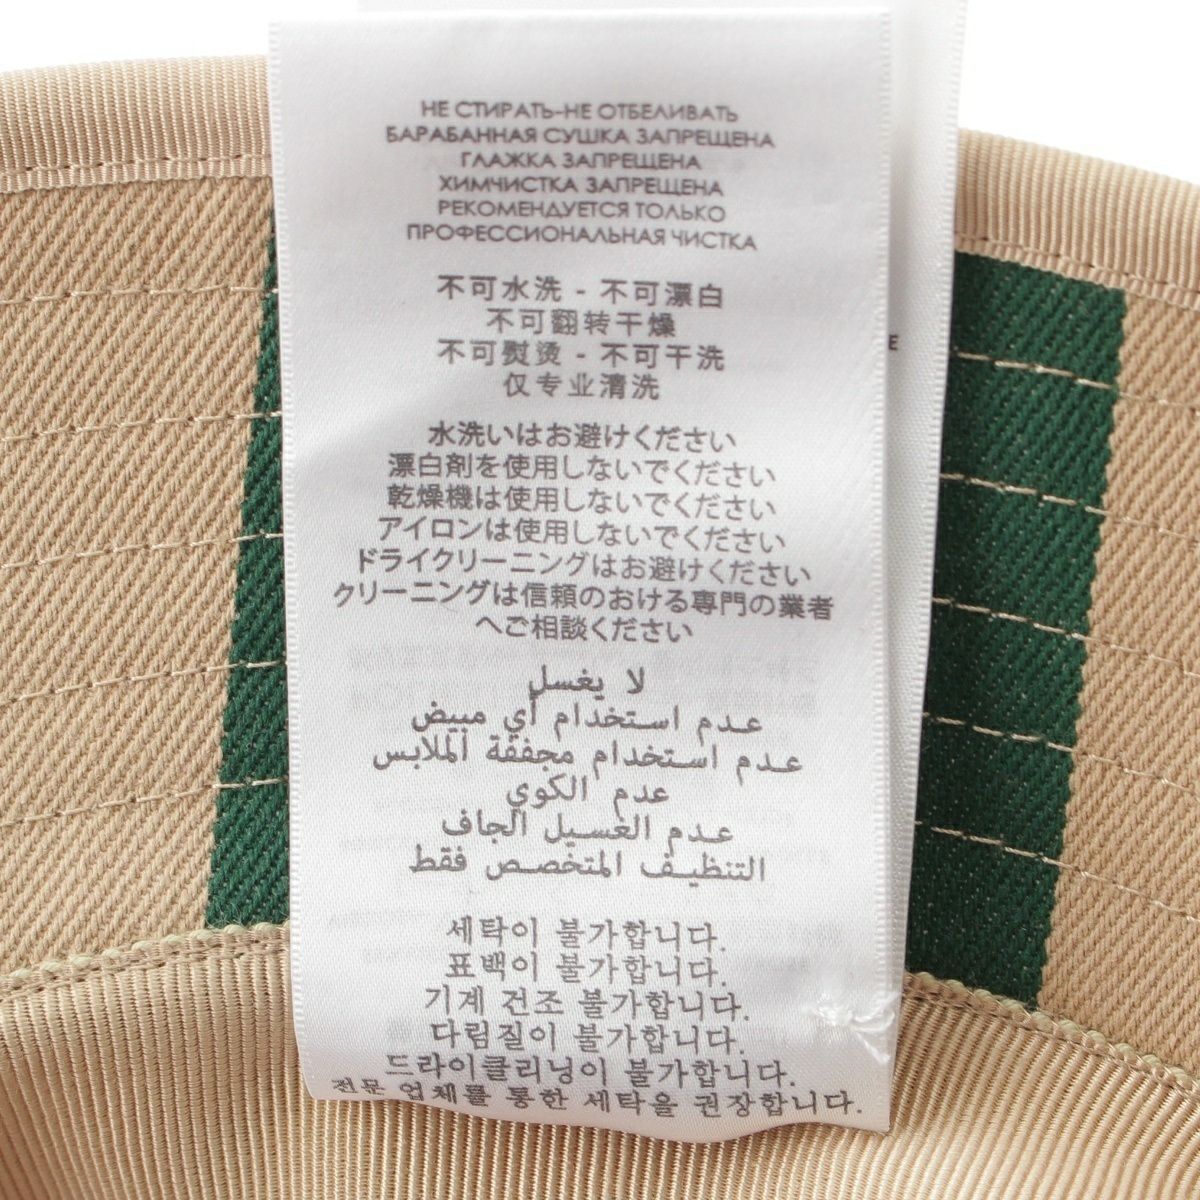 НЕ СТИРАТЬ-НЕ ОТБЕЛИВАТЬ
БАРАБАННАЯ СУШКА ЗАПРЕЩЕНА
ГЛАЖКА ЗАПРЕЩЕНА
ХИМЧИСТКА ЗАПРЕЩЕНА
РЕКОМЕНДУЕТСЯ ТОЛЬКО
ПРОФЕССИОНАЛЬНАЯ ЧИСТКА
不可水洗 - 不可漂白
不可翻转干燥
不可熨烫 - 不可干洗
仅专业清洗
水洗いはお避けください
漂白剤を使用しないでください
乾燥機は使用しないでください
アイロンは使用しないでください
ドライクリーニングはお避けください
クリーニングは信頼のおける専門の業者
へご相談ください
لا يغسل
عدم استخدام أي مبيض
عدم استخدام مجففة الملابس
عدم الكوي
عدم الغسيل الجاف
التنظيف المتخصص فقط
세탁이 불가합니다.
표백이 불가합니다.
기계 건조 불가합니다.
다림질이 불가합니다.
드라이클리닝이 불가합니다.
전문 업체를 통한 세탁을 권장합니다.